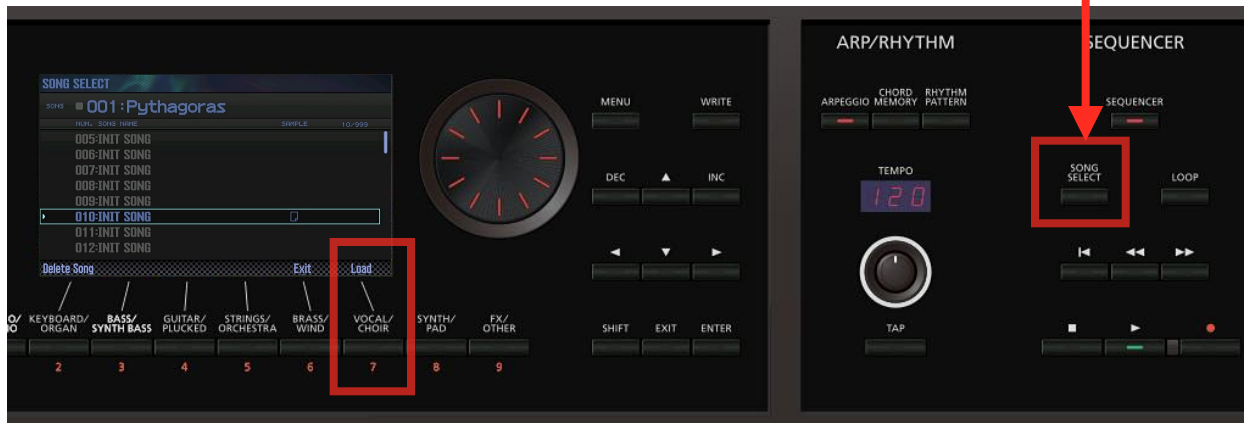 SONG SELECT
SONG 001:Pythagoras
NUM. SONG NAME SAMPLE 10/999
005:INIT SONG
006:INIT SONG
007:INIT SONG
008:INIT SONG
009:INIT SONG
010:INIT SONG
011:INIT SONG
012:INIT SONG
Delete Song Exit Load
KEYBOARD/
ORGAN
BASS/
SYNTH BASS
GUITAR/
PLUCKED
STRINGS/
ORCHESTRA
BRASS/
WIND
VOCAL/
CHOIR
SYNTH/
PAD
FX/
OTHER
2 3 4 5 6 7 8 9
MENU WRITE
DEC INC
SHIFT EXIT ENTER
ARP/RHYTHM
ARPEGGIO
CHORD
MEMORY
RHYTHM
PATTERN
TEMPO
120
TAP
SEQUENCER
SEQUENCER
SONG
SELECT
LOOP